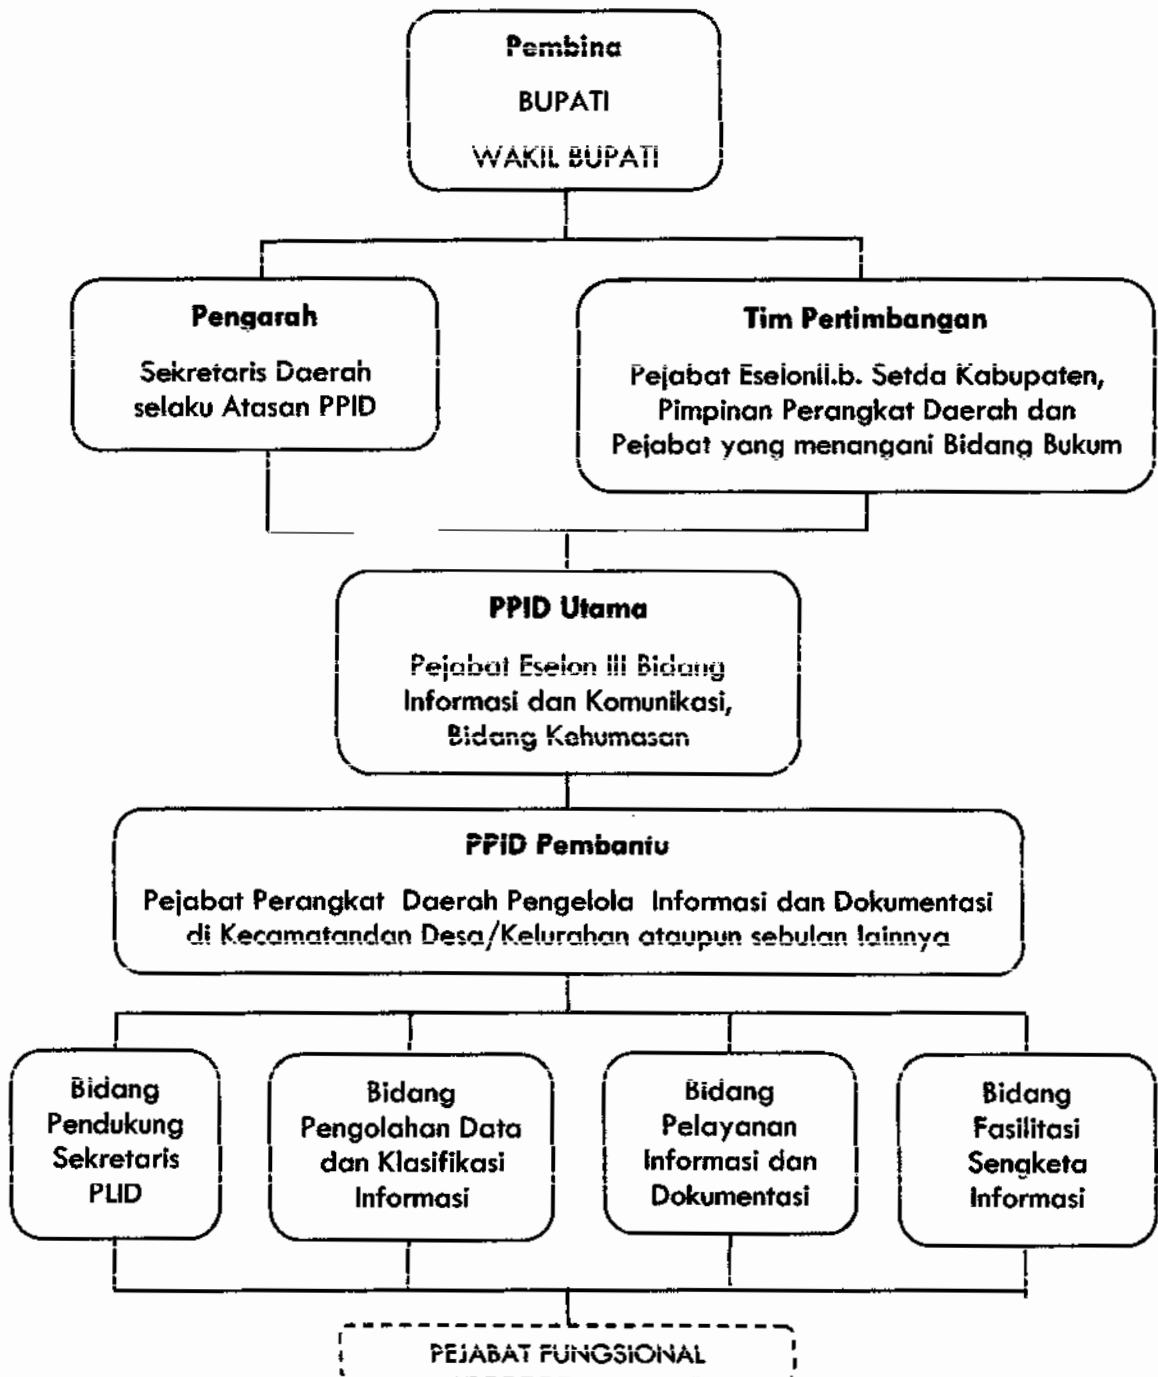 Pembina
BUPATI
WAKIL BUPATI
Pengarah
Sekretaris Daerah
selaku Atasan PPID
Tim Pertimbangan
Pejabat EselonII.b. Setda Kabupaten,
Pimpinan Perangkat Daerah dan
Pejabat yang menangani Bidang Bukum
PPID Utama
Pejabat Eselon III Bidang
Informasi dan Komunikasi,
Bidang Kehumasan
PPID Pembantu
Pejabat Perangkat Daerah Pengelola Informasi dan Dokumentasi
di Kecamatandan Desa/Kelurahan ataupun sebulan lainnya
Bidang
Pendukung
Sekretaris
PLID
Bidang
Pengolahan Data
dan Klasifikasi
Informasi
Bidang
Pelayanan
Informasi dan
Dokumentasi
Bidang
Fasilitasi
Sengketa
Informasi
PEJABAT FUNGSIONAL